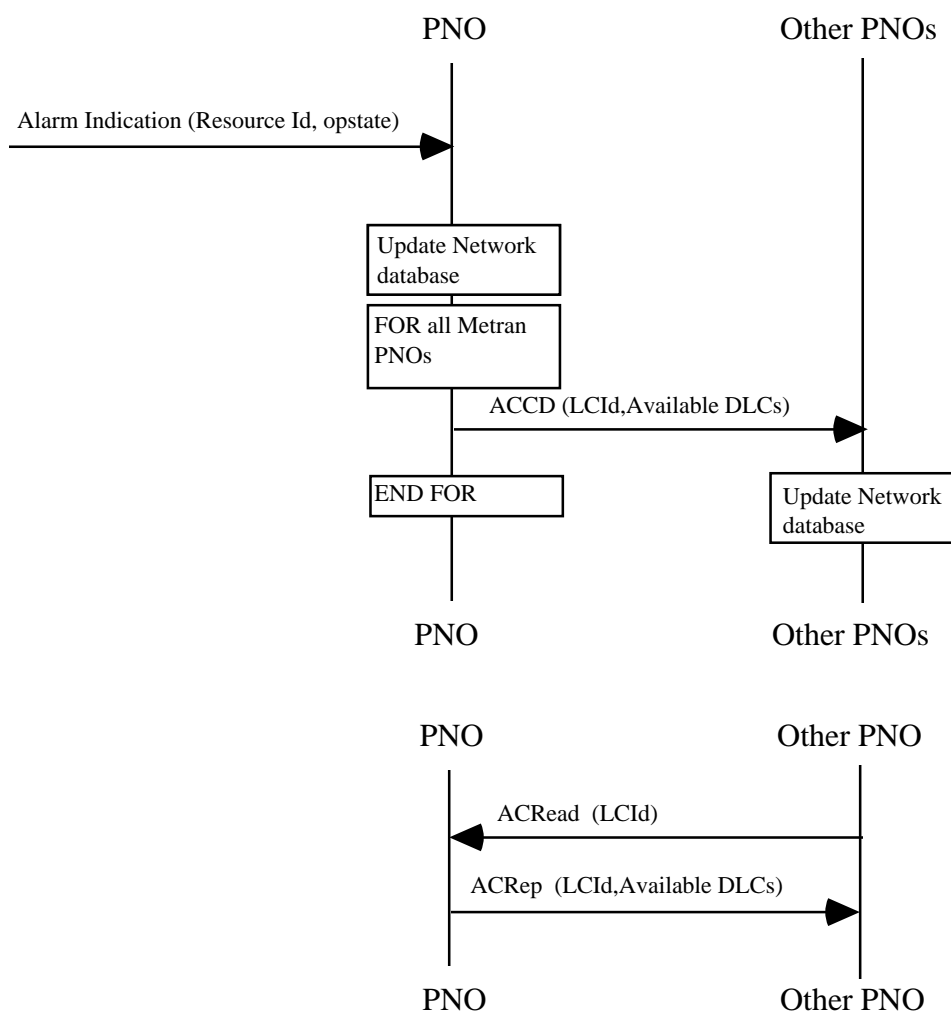 PNO
Other PNOs
Alarm Indication (Resource Id, opstate)
Update Network
database
FOR all Metran
PNOs
ACCD (LCId,Available DLCs)
END FOR
Update Network
database
PNO
Other PNOs
PNO
Other PNO
ACRead (LCId)
ACRep (LCId,Available DLCs)
PNO
Other PNO